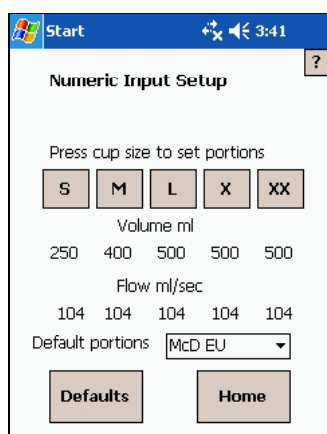 Start 3:41
?
Numeric Input Setup
Press cup size to set portions
S M L X XX
Volume ml
250 400 500 500 500
Flow ml/sec
104 104 104 104 104
Default portions McD EU
Defaults Home